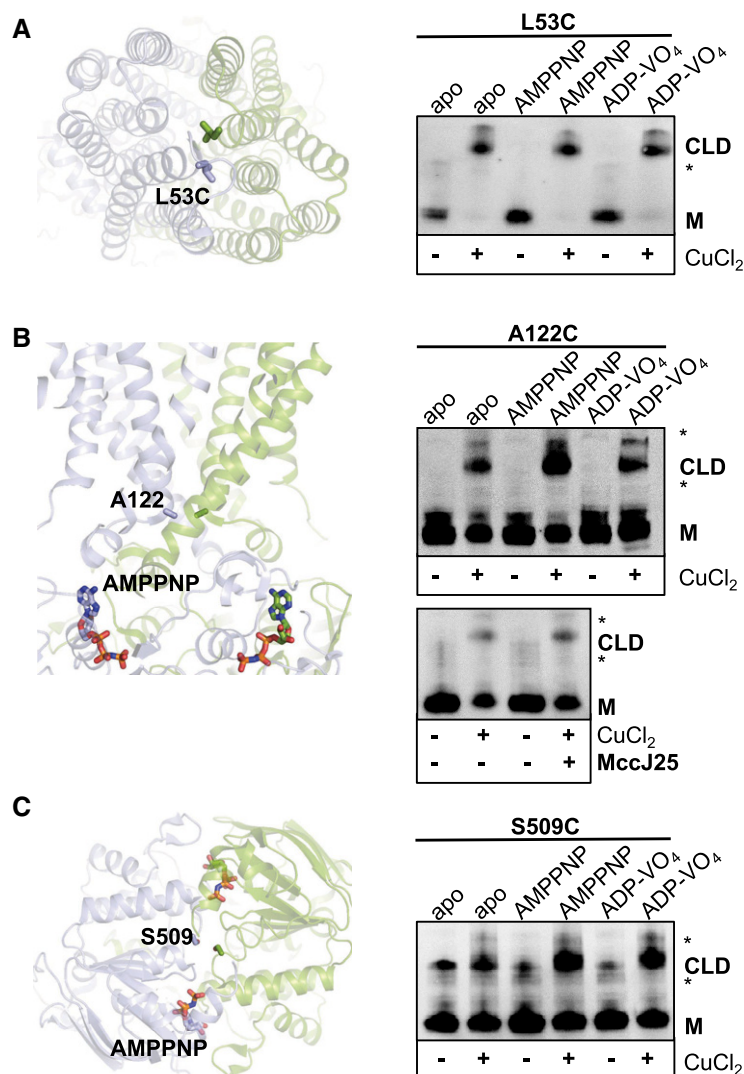 A
L53C
L53C
apo apo AMPPNP AMPPNP ADP-VO₄ ADP-VO₄
CLD
*
M
- + - + - + CuCl₂
B
A122
AMPPNP
A122C
apo apo AMPPNP AMPPNP ADP-VO₄ ADP-VO₄
*
CLD
*
M
- + - + - + CuCl₂
*
CLD
*
M
- + - + CuCl₂
- - - + MccJ25
C
S509
AMPPNP
S509C
apo apo AMPPNP AMPPNP ADP-VO₄ ADP-VO₄
*
CLD
*
M
- + - + - + CuCl₂